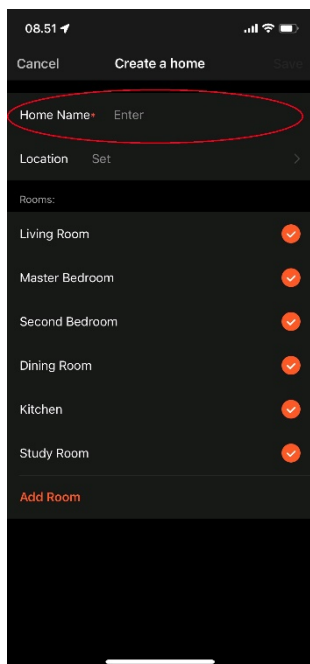 08.51
Cancel Create a home Save
Home Name* Enter
Location Set
Rooms:
Living Room
Master Bedroom
Second Bedroom
Dining Room
Kitchen
Study Room
Add Room